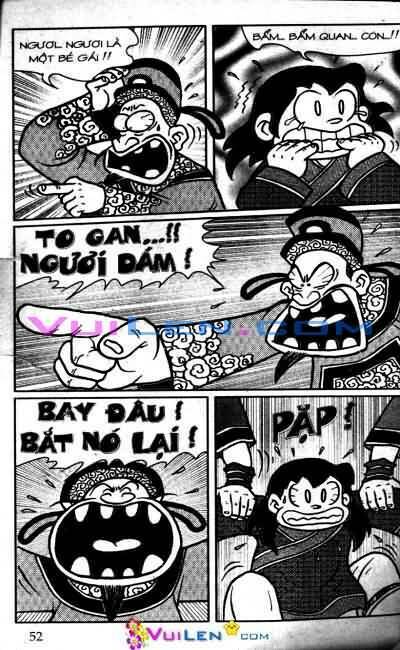 NGƯƠI.. NGƯƠI LÀ
MỘT BÉ GÁI!!
BẨM.. BẨM QUAN.. CON..!!
TO GAN...!!
NGƯƠI DÁM!
VUILEN.COM
BAY ĐÂU!
BẮT NÓ LẠI!
PẶP!
52
VUILEN.COM